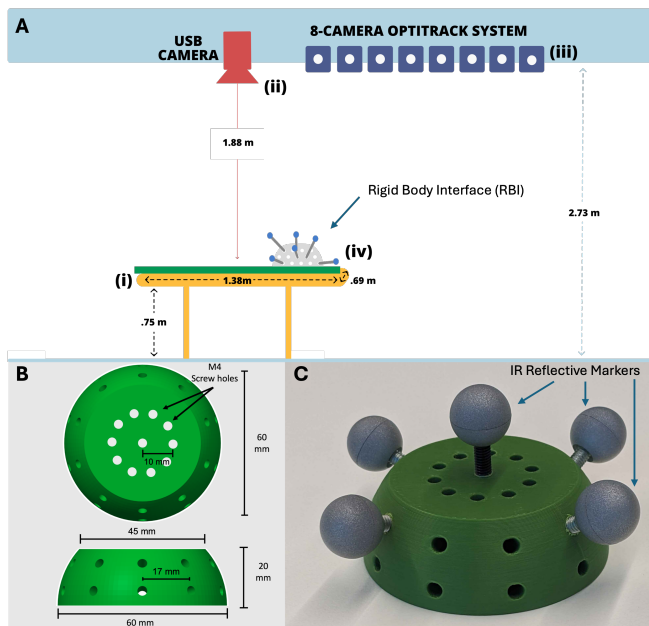 A
USB
CAMERA
(ii)
8-CAMERA OPTITRACK SYSTEM
(iii)
1.88 m
Rigid Body Interface (RBI)
2.73 m
(iv)
(i)
1.38m
.69 m
.75 m
B
M4
Screw holes
10 mm
60
mm
45 mm
17 mm
20
mm
60 mm
C
IR Reflective Markers